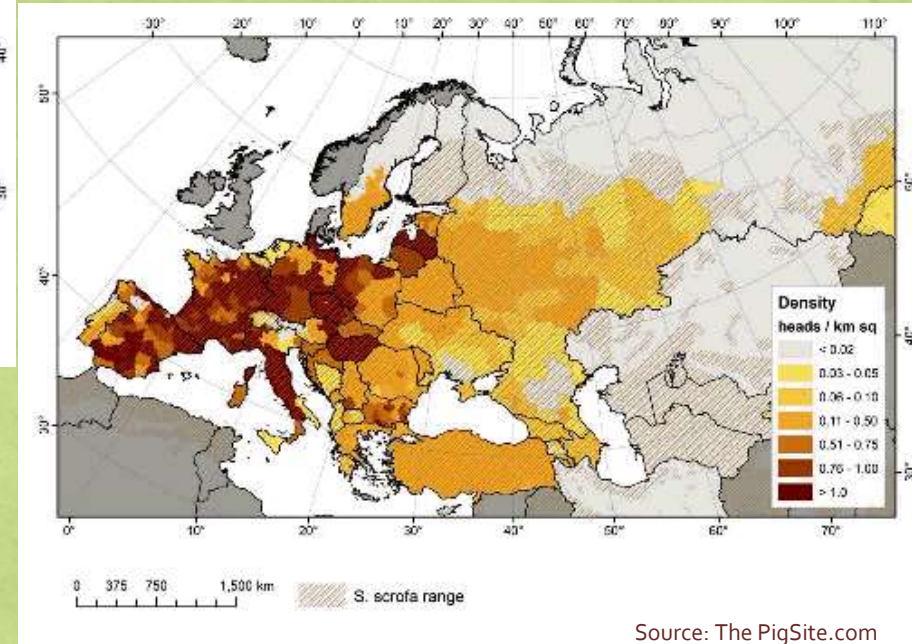 -30° -20° -10° 0° 10° 20° 30° 40° 50° 60° 70° 80° 90° 100° 110°
50°
40°
30°
60°
40°
30°
Density
heads / km sq
< 0.02
0.03 - 0.05
0.06 - 0.10
0.11 - 0.50
0.51 - 0.75
0.76 - 1.00
> 1.0
0° 10° 20° 30° 40° 50° 60° 70°
0 375 750 1,500 km
S. scrofa range
Source: The PigSite.com